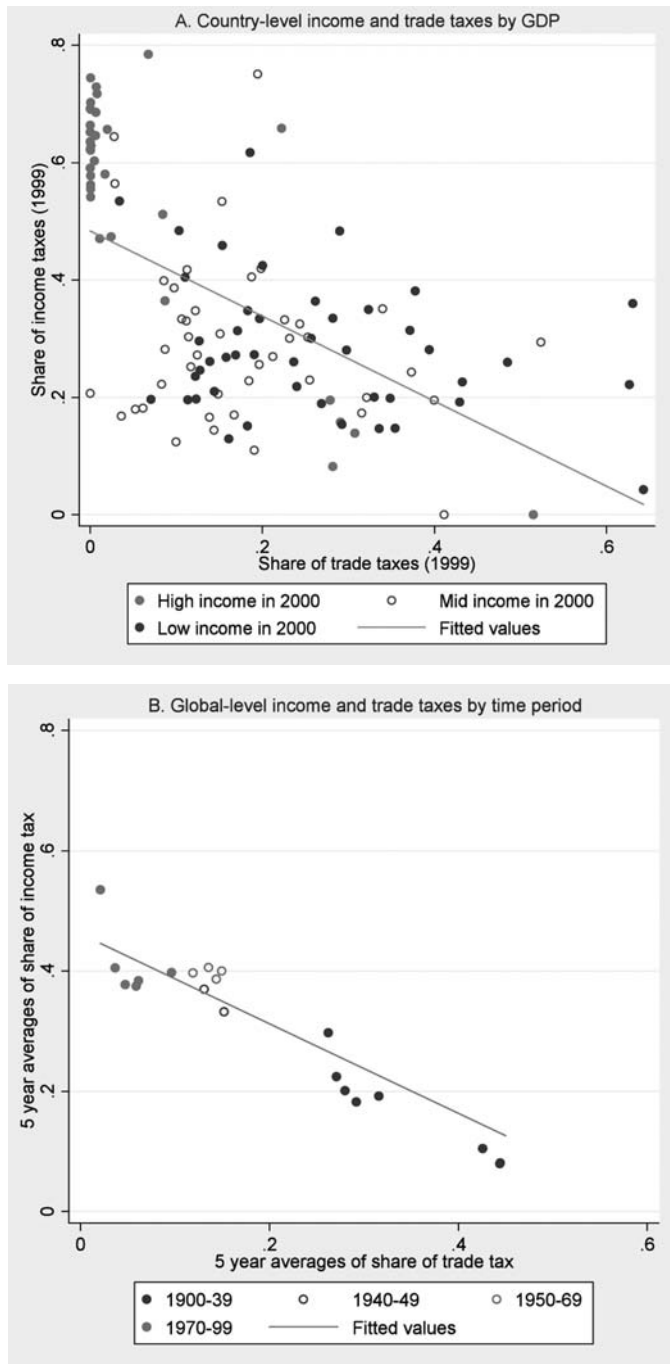 A. Country-level income and trade taxes by GDP
Share of income taxes (1999)
.8
.6
.4
.2
0
0 .2 .4 .6
Share of trade taxes (1999)
High income in 2000 Mid income in 2000
Low income in 2000 Fitted values
B. Global-level income and trade taxes by time period
5 year averages of share of income tax
.8
.6
.4
.2
0
0 .2 .4 .6
5 year averages of share of trade tax
1900-39 1940-49 1950-69
1970-99 Fitted values